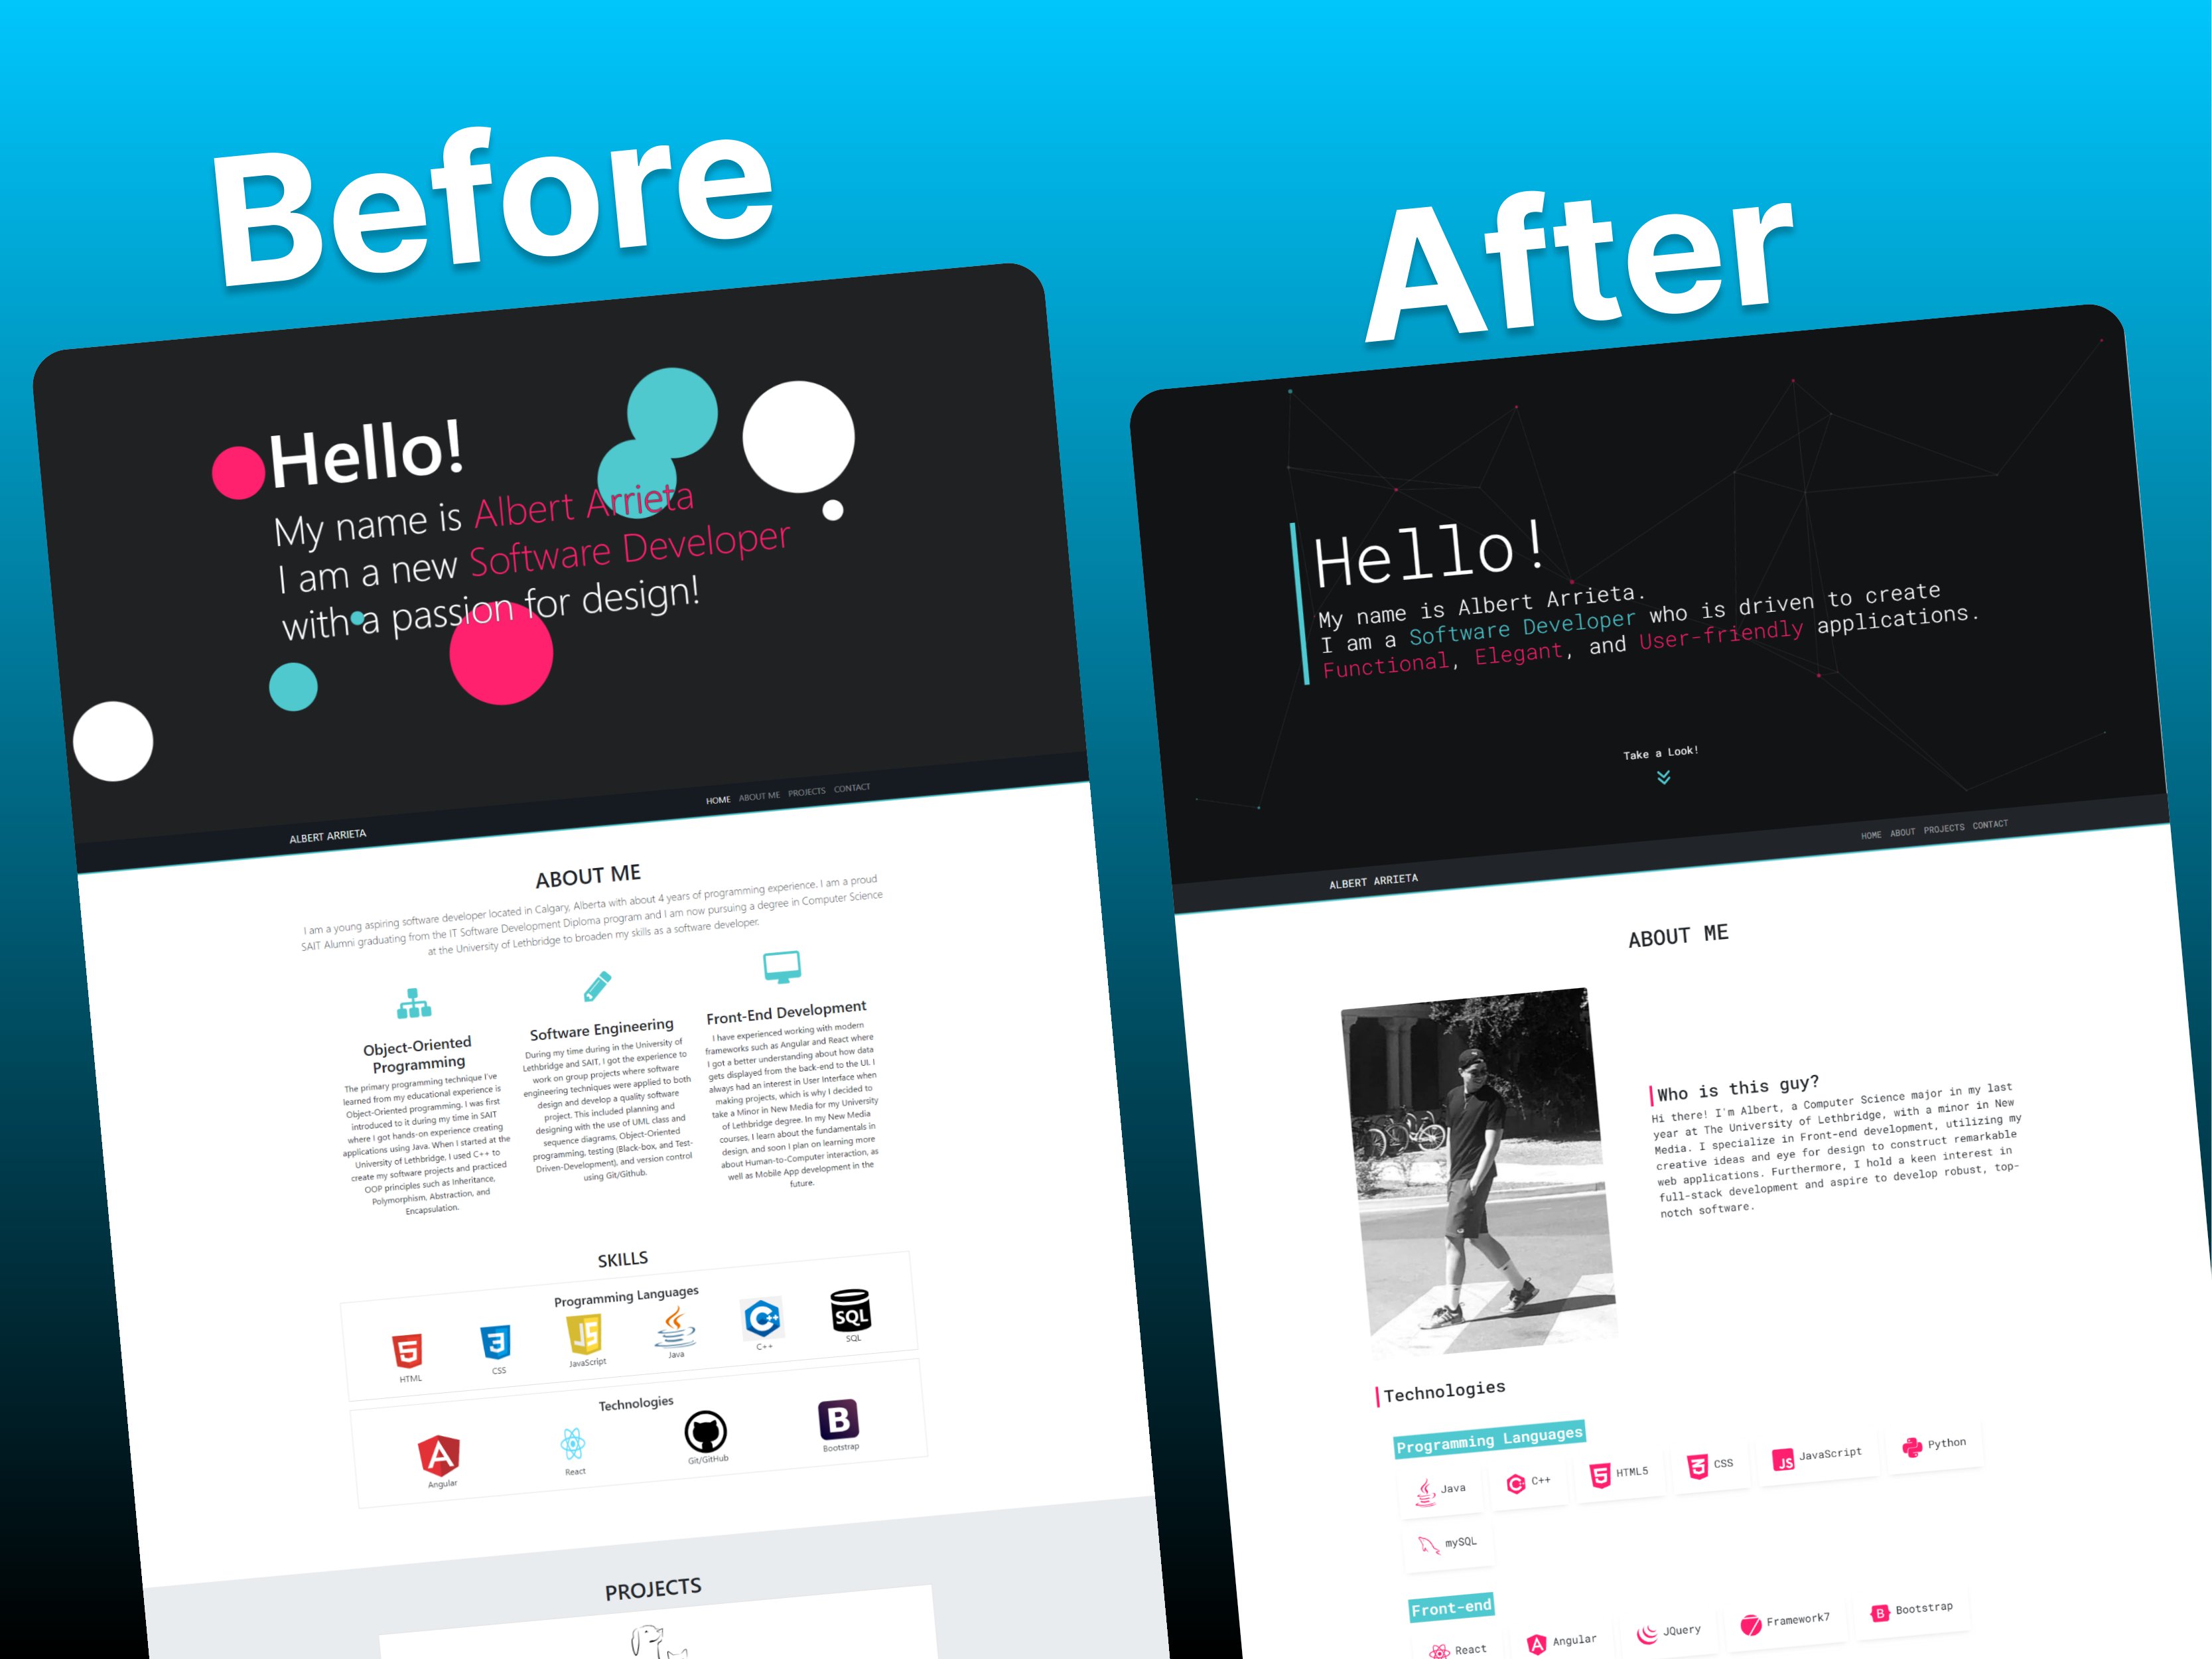 Before
Hello!
My name is Albert Arrieta
I am a new Software Developer
with a passion for design!
ALBERT ARRIETA
HOME ABOUT ME PROJECTS CONTACT
ABOUT ME
I am a young aspiring software developer located in Calgary, Alberta with about 4 years of programming experience. I am a proud
SAIT Alumni graduating from the IT Software Development Diploma program and I am now pursuing a degree in Computer Science
at the University of Lethbridge to broaden my skills as a software developer.
Object-Oriented
Programming
The primary programming technique I've
learned from my educational experience is
Object-Oriented programming. I was first
introduced to it during my time in SAIT
where I got hands-on experience creating
applications using Java. When I started at the
University of Lethbridge, I used C++ to
create my software projects and practiced
OOP principles such as Inheritance,
Polymorphism, Abstraction, and
Encapsulation.
Software Engineering
During my time during in the University of
Lethbridge and SAIT, I got the experience to
work on group projects where software
engineering techniques were applied to both
design and develop a quality software
project. This included planning and
designing with the use of UML class and
sequence diagrams, Object-Oriented
programming, testing (Black-box, and Test-
Driven-Development), and version control
using Git/Github.
Front-End Development
I have experienced working with modern
frameworks such as Angular and React where
I got a better understanding about how data
gets displayed from the back-end to the UI. I
always had an interest in User Interface when
making projects, which is why I decided to
take a Minor in New Media for my University
of Lethbridge degree. In my New Media
courses, I learn about the fundamentals in
design, and soon I plan on learning more
about Human-to-Computer interaction, as
well as Mobile App development in the
future.
SKILLS
Programming Languages
5
3
JS
C++
SQL
HTML
CSS
JavaScript
Java
C++
SQL
Technologies
A
B
Angular
React
Git/GitHub
Bootstrap
PROJECTS
After
Hello!
My name is Albert Arrieta.
I am a Software Developer who is driven to create
Functional, Elegant, and User-friendly applications.
Take a Look!
ALBERT ARRIETA
HOME ABOUT PROJECTS CONTACT
ABOUT ME
Who is this guy?
Hi there! I'm Albert, a Computer Science major in my last
year at The University of Lethbridge, with a minor in New
Media. I specialize in Front-end development, utilizing my
creative ideas and eye for design to construct remarkable
web applications. Furthermore, I hold a keen interest in
full-stack development and aspire to develop robust, top-
notch software.
Technologies
Programming Languages
Java C++ HTML5 CSS JavaScript Python
mySQL
Front-end
React Angular JQuery Framework7 Bootstrap